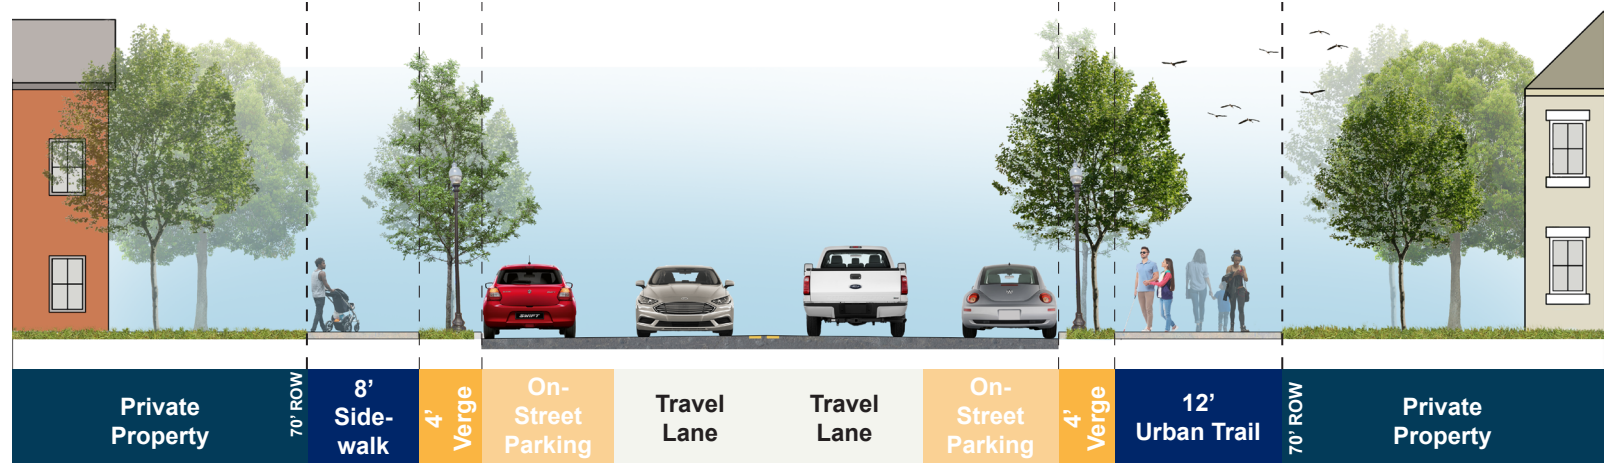 SWIFT
Private
Property
70' ROW
8'
Side-
walk
4'
Verge
On-
Street
Parking
Travel
Lane
Travel
Lane
On-
Street
Parking
4'
Verge
12'
Urban Trail
70' ROW
Private
Property